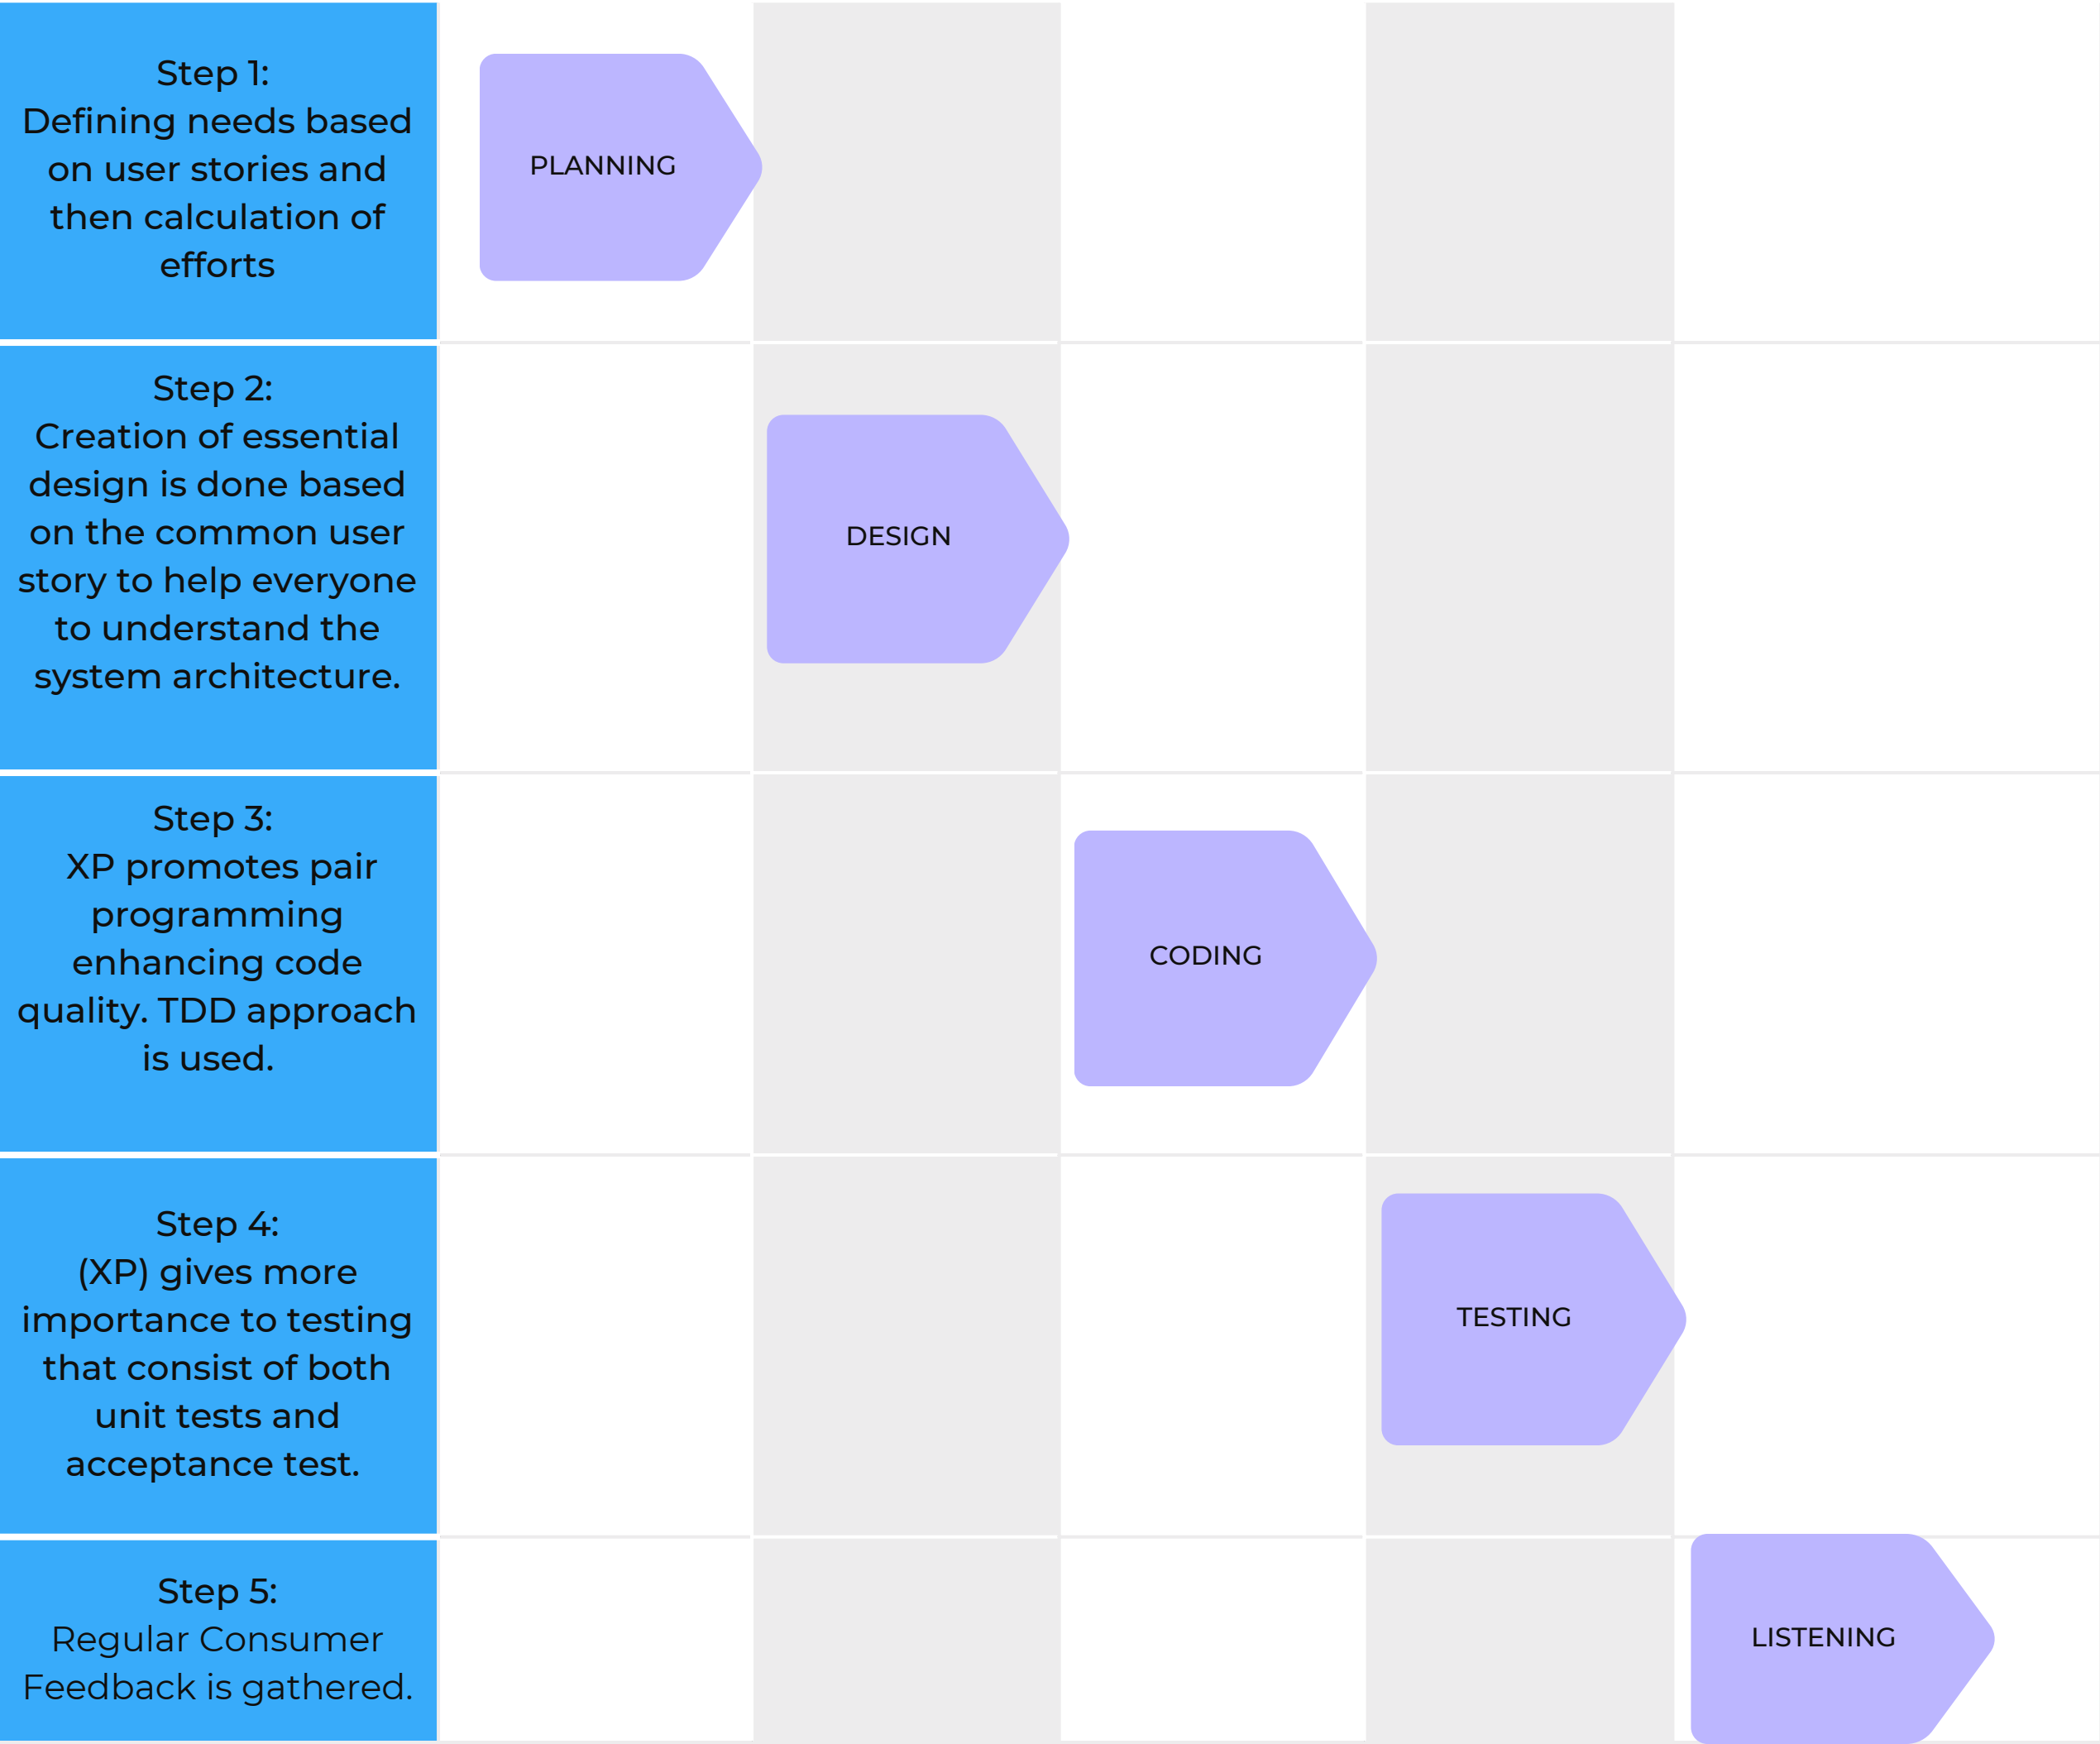 Step 1:
Defining needs based
on user stories and
then calculation of
efforts
PLANNING
Step 2:
Creation of essential
design is done based
on the common user
story to help everyone
to understand the
system architecture.
DESIGN
Step 3:
XP promotes pair
programming
enhancing code
quality. TDD approach
is used.
CODING
Step 4:
(XP) gives more
importance to testing
that consist of both
unit tests and
acceptance test.
TESTING
Step 5:
Regular Consumer
Feedback is gathered.
LISTENING